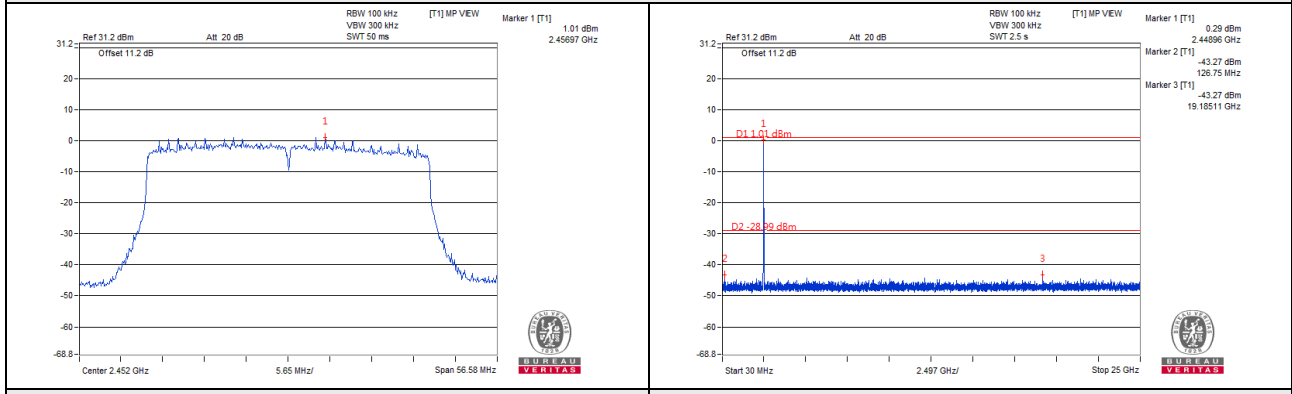 RBW 100 kHz [T1] MP VIEW
VBW 300 kHz
Ref 31.2 dBm Att 20 dB SWT 50 ms
Marker 1 [T1]
1.01 dBm
2.45697 GHz
31.2
Offset 11.2 dB
20
10
1
0
-10
-20
-30
-40
-50
-60
-68.8
Center 2.452 GHz 5.65 MHz/ Span 56.58 MHz
BUREAU VERITAS
1828
BUREAU
VERITAS
RBW 100 kHz [T1] MP VIEW
VBW 300 kHz
Ref 31.2 dBm Att 20 dB SWT 2.5 s
Marker 1 [T1]
0.29 dBm
2.44896 GHz
Marker 2 [T1]
-43.27 dBm
126.75 MHz
Marker 3 [T1]
-43.27 dBm
19.18511 GHz
31.2
Offset 11.2 dB
20
10
1
D1 1.01 dBm
0
-10
-20
D2 -28.99 dBm
-30
2 3
-40
-50
-60
-68.8
Start 30 MHz 2.497 GHz/ Stop 25 GHz
BUREAU VERITAS
1828
BUREAU
VERITAS